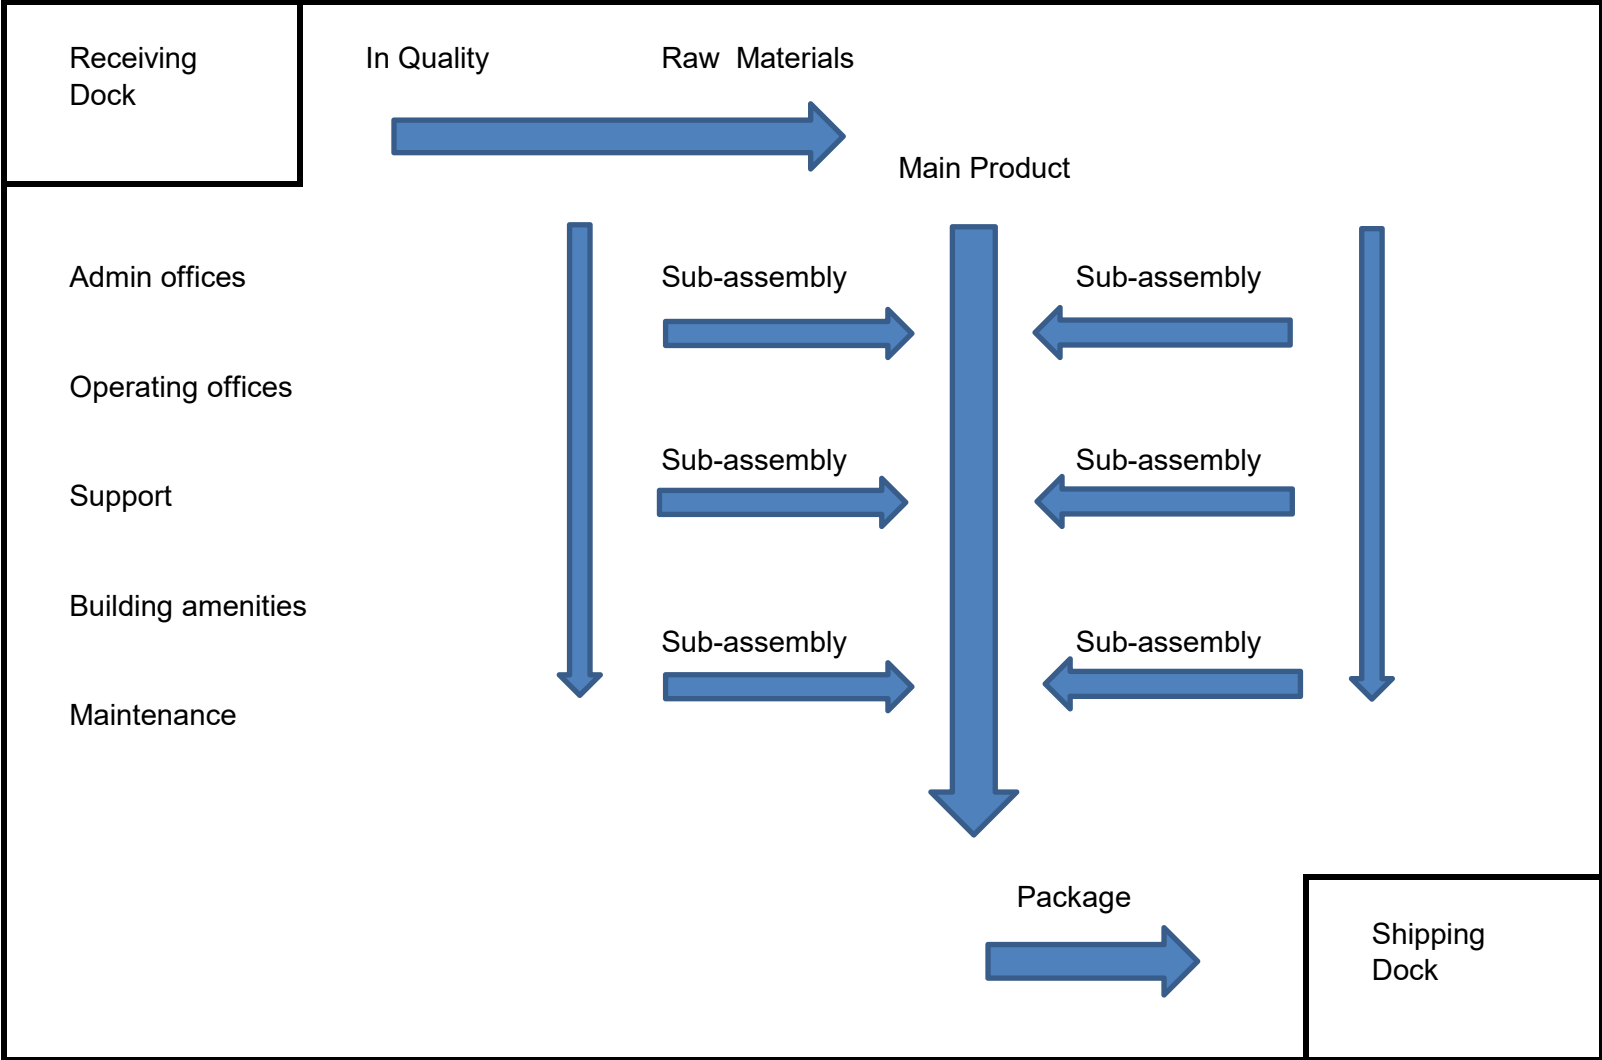 Receiving
Dock
In Quality
Raw  Materials
Main Product
Admin offices
Sub-assembly
Sub-assembly
Operating offices
Sub-assembly
Sub-assembly
Support
Building amenities
Sub-assembly
Sub-assembly
Maintenance
Package
Shipping
Dock